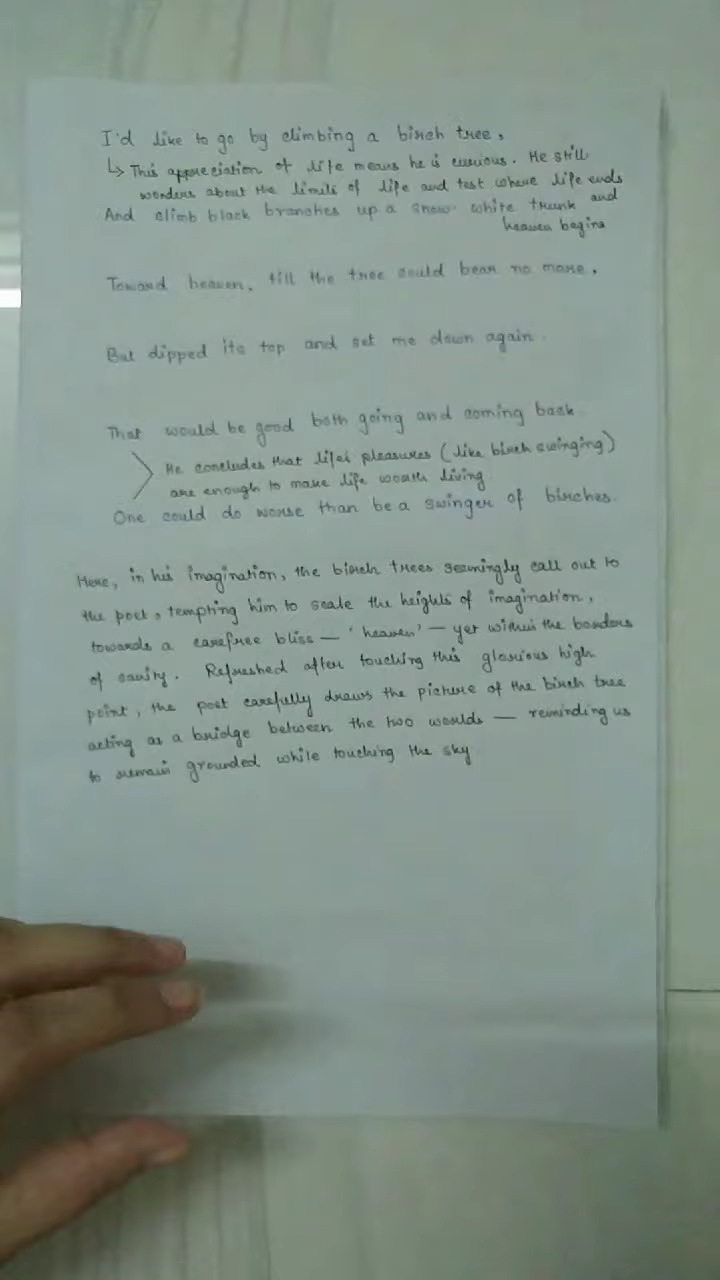 I'd like to go by climbing a birch tree,
↳ This appreciation of life means he is curious. He still
wonders about the limits of life and test where life ends
And climb black branches up a snow-white trunk and
heaven begins
Toward heaven, till the tree could bear no more,
But dipped its top and set me down again.
That would be good both going and coming back
He concludes that life's pleasures (like birch swinging)
are enough to make life worth living
One could do worse than be a swinger of birches.
Here, in his imagination, the birch trees seemingly call out to
the poet, tempting him to scale the heights of imagination,
towards a carefree bliss — 'heaven' — yet within the borders
of sanity. Refreshed after touching this glorious high
point, the poet carefully draws the picture of the birch tree
acting as a bridge between the two worlds — reminding us
to remain grounded while touching the sky